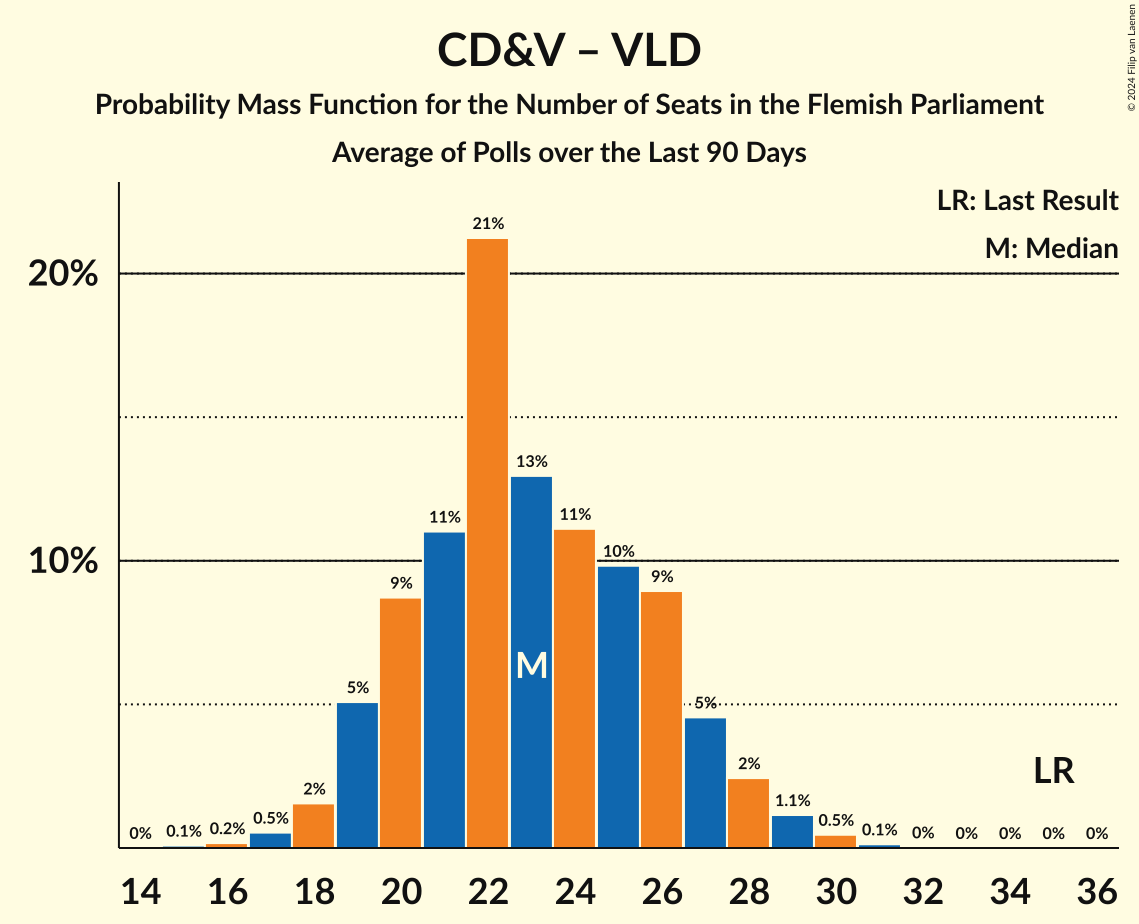 CD&V – VLD
Probability Mass Function for the Number of Seats in the Flemish Parliament
Average of Polls over the Last 90 Days
© 2024 Filip van Laenen
LR: Last Result
M: Median
20%
10%
0%
0.1%
0.2%
0.5%
2%
5%
9%
11%
21%
13%
11%
10%
9%
5%
2%
1.1%
0.5%
0.1%
0%
0%
0%
0%
0%
M
LR
14 16 18 20 22 24 26 28 30 32 34 36